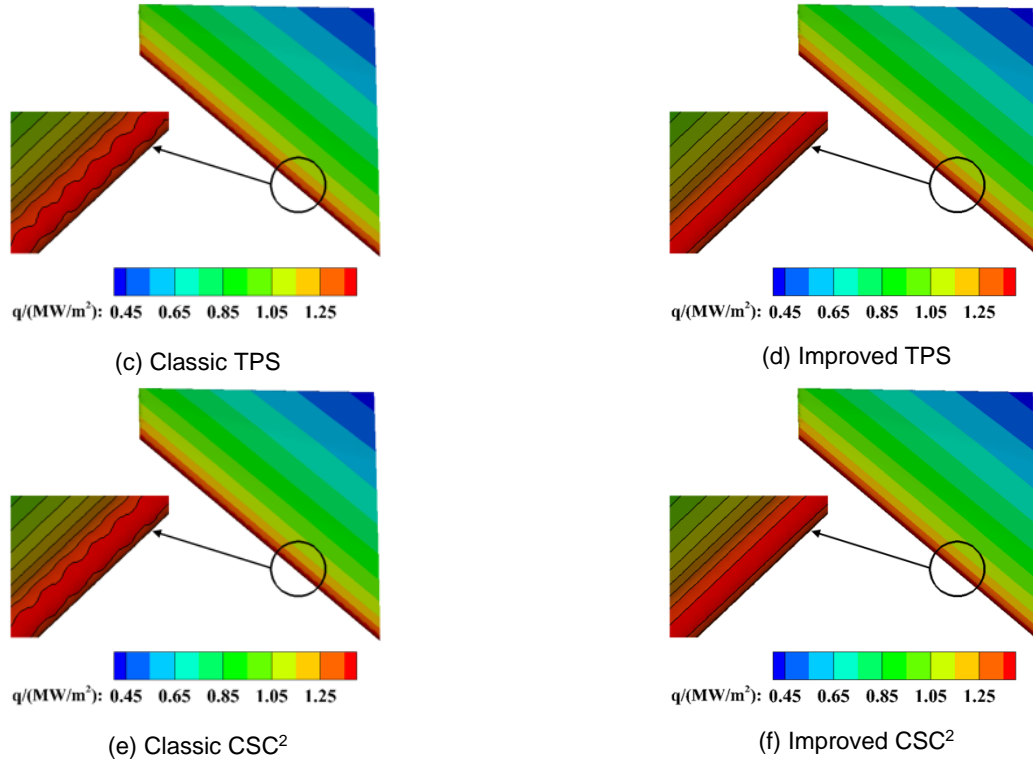 q/(MW/m²): 0.45 0.65 0.85 1.05 1.25
q/(MW/m²): 0.45 0.65 0.85 1.05 1.25
(c) Classic TPS
(d) Improved TPS
q/(MW/m²): 0.45 0.65 0.85 1.05 1.25
q/(MW/m²): 0.45 0.65 0.85 1.05 1.25
(e) Classic CSC²
(f) Improved CSC²